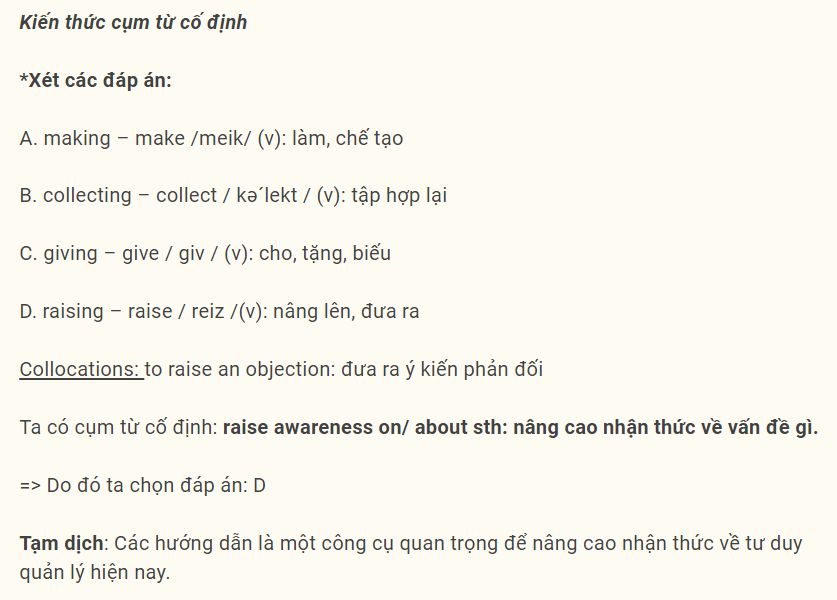 Kiến thức cụm từ cố định
*Xét các đáp án:
A. making – make /meik/ (v): làm, chế tạo
B. collecting – collect / kə´lekt / (v): tập hợp lại
C. giving – give / giv / (v): cho, tặng, biếu
D. raising – raise / reiz /(v): nâng lên, đưa ra
Collocations: to raise an objection: đưa ra ý kiến phản đối
Ta có cụm từ cố định: raise awareness on/ about sth: nâng cao nhận thức về vấn đề gì.
=> Do đó ta chọn đáp án: D
Tạm dịch: Các hướng dẫn là một công cụ quan trọng để nâng cao nhận thức về tư duy
quản lý hiện nay.